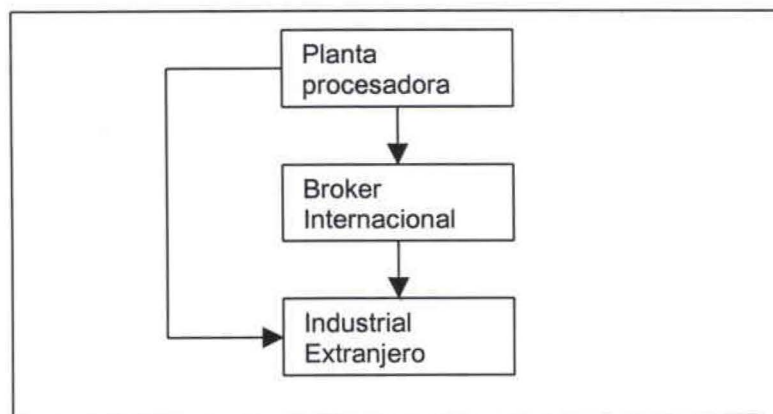 Planta
procesadora
Broker
Internacional
Industrial
Extranjero